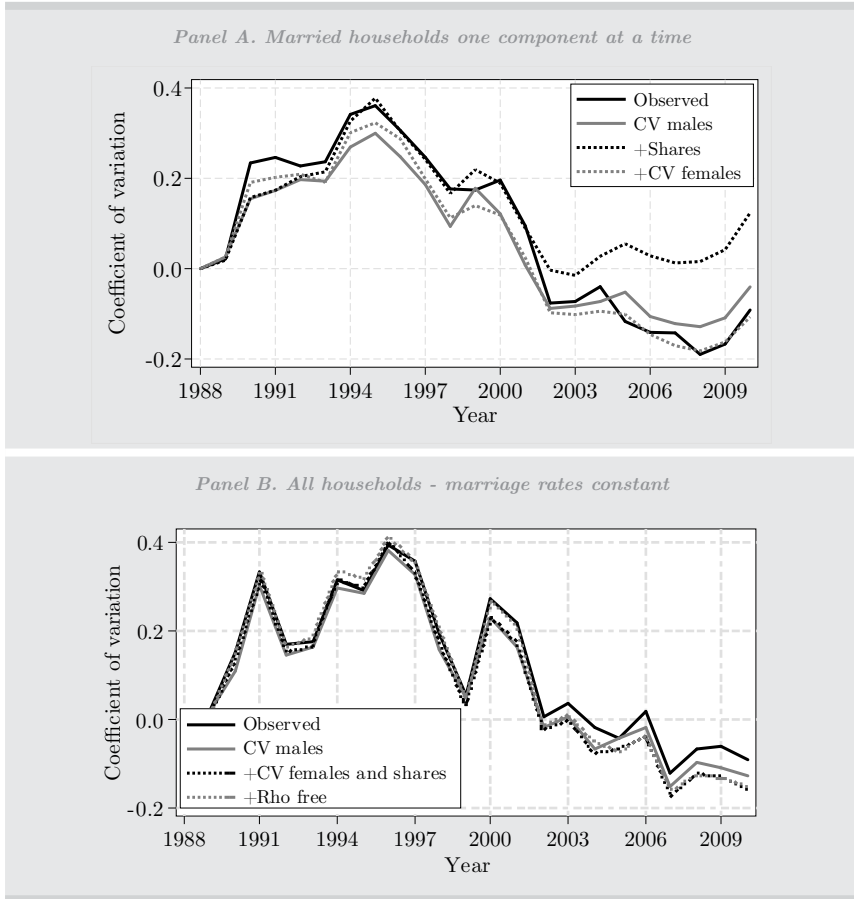 Panel A. Married households one component at a time
0.4
0.2
0.0
-0.2
Coefficient of variation
Observed
CV males
+Shares
+CV females
1988 1991 1994 1997 2000 2003 2006 2009
Year
Panel B. All households - marriage rates constant
0.4
0.2
0.0
-0.2
Coefficient of variation
Observed
CV males
+CV females and shares
+Rho free
1988 1991 1994 1997 2000 2003 2006 2009
Year